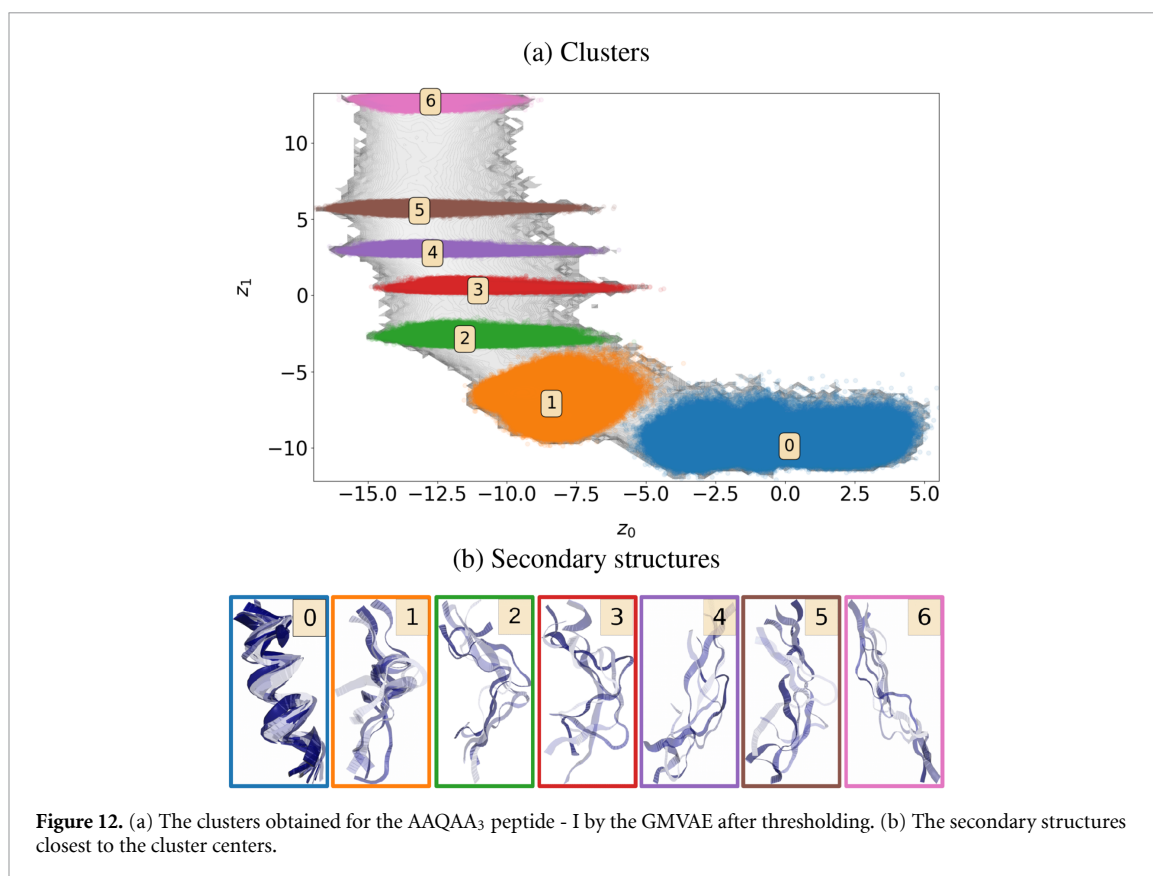 (a) Clusters
6
10
5
5
4
z₁
3
0
2
−5
1
−10
0
−15.0 −12.5 −10.0 −7.5 −5.0 −2.5 0.0 2.5 5.0
z₀
(b) Secondary structures
0 1 2 3 4 5 6
Figure 12. (a) The clusters obtained for the AAQAA₃ peptide - I by the GMVAE after thresholding. (b) The secondary structures
closest to the cluster centers.